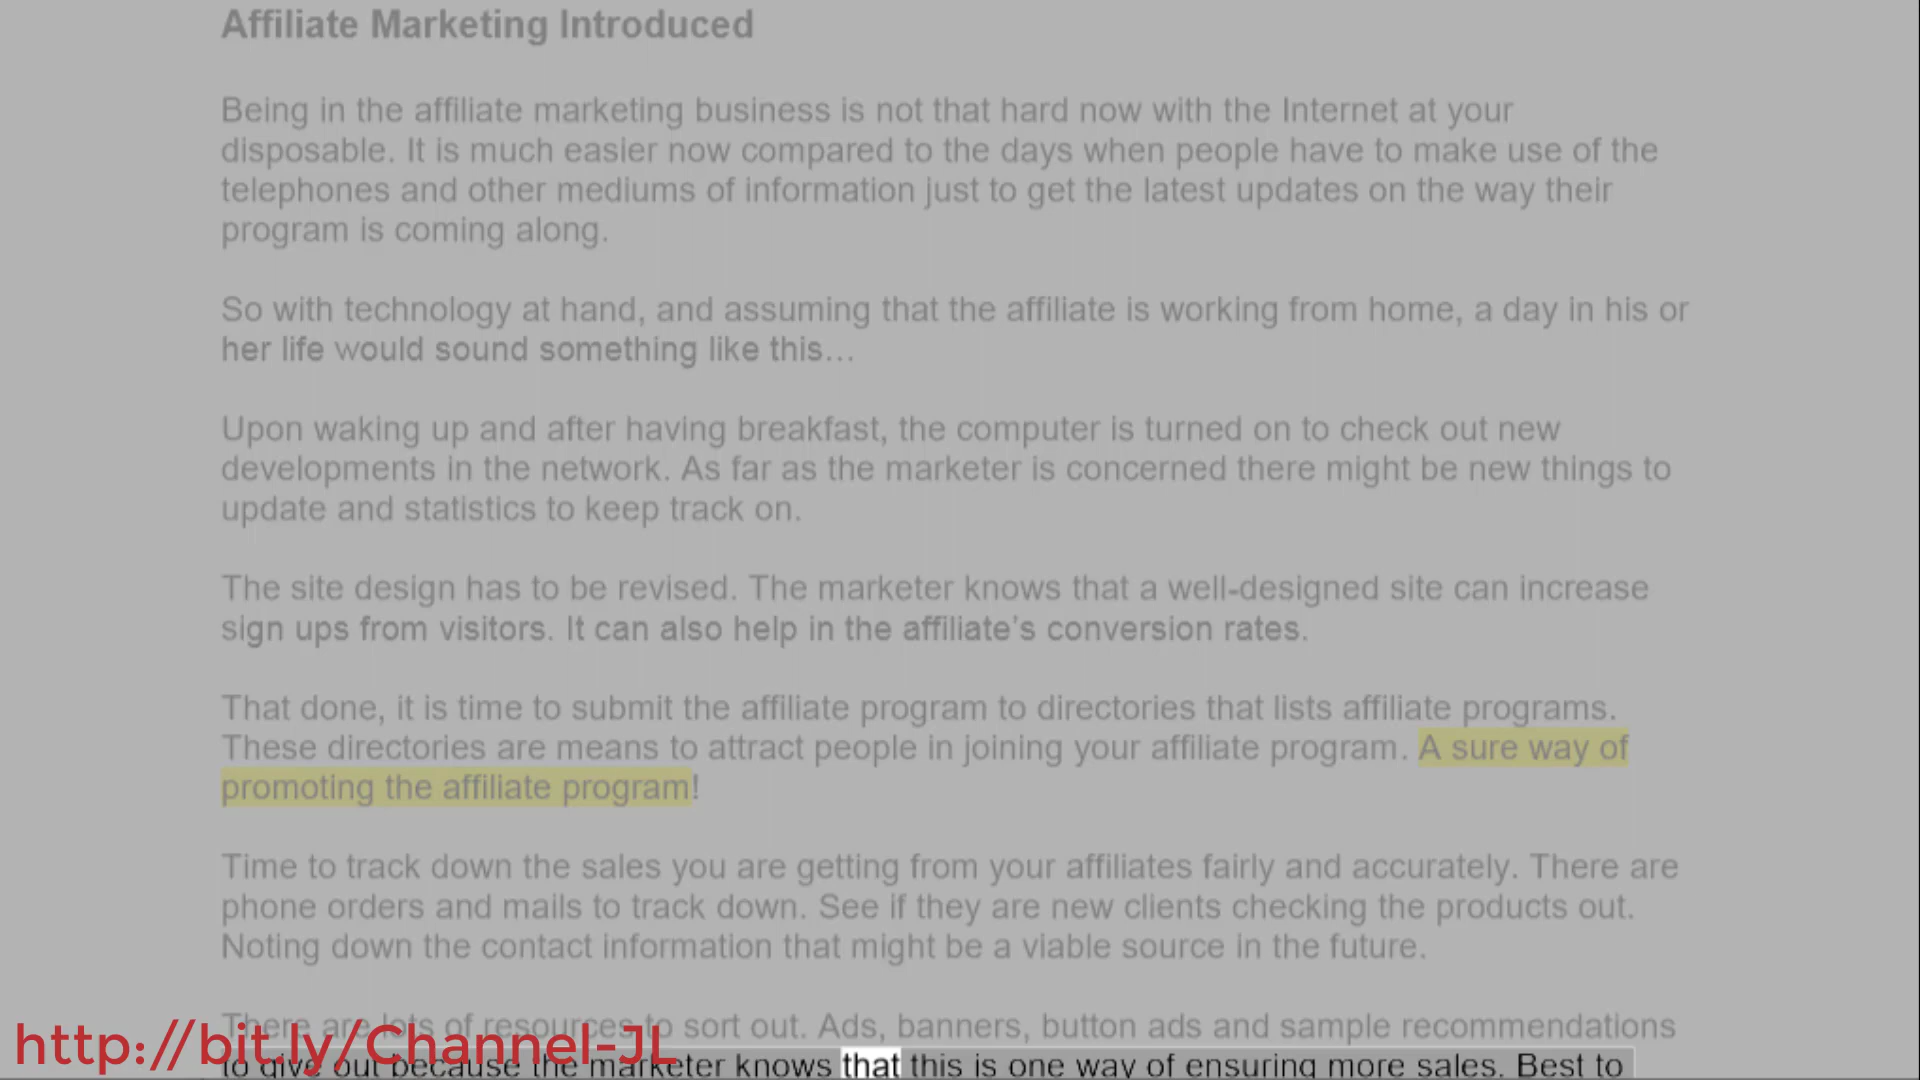 Affiliate Marketing Introduced
Being in the affiliate marketing business is not that hard now with the Internet at your
disposable. It is much easier now compared to the days when people have to make use of the
telephones and other mediums of information just to get the latest updates on the way their
program is coming along.
So with technology at hand, and assuming that the affiliate is working from home, a day in his or
her life would sound something like this…
Upon waking up and after having breakfast, the computer is turned on to check out new
developments in the network. As far as the marketer is concerned there might be new things to
update and statistics to keep track on.
The site design has to be revised. The marketer knows that a well-designed site can increase
sign ups from visitors. It can also help in the affiliate's conversion rates.
That done, it is time to submit the affiliate program to directories that lists affiliate programs.
These directories are means to attract people in joining your affiliate program. A sure way of
promoting the affiliate program!
Time to track down the sales you are getting from your affiliates fairly and accurately. There are
phone orders and mails to track down. See if they are new clients checking the products out.
Noting down the contact information that might be a viable source in the future.
There are lots of resources to sort out. Ads, banners, button ads and sample recommendations
to give out because the marketer knows that this is one way of ensuring more sales. Best to
http://bit.ly/Channel-JL